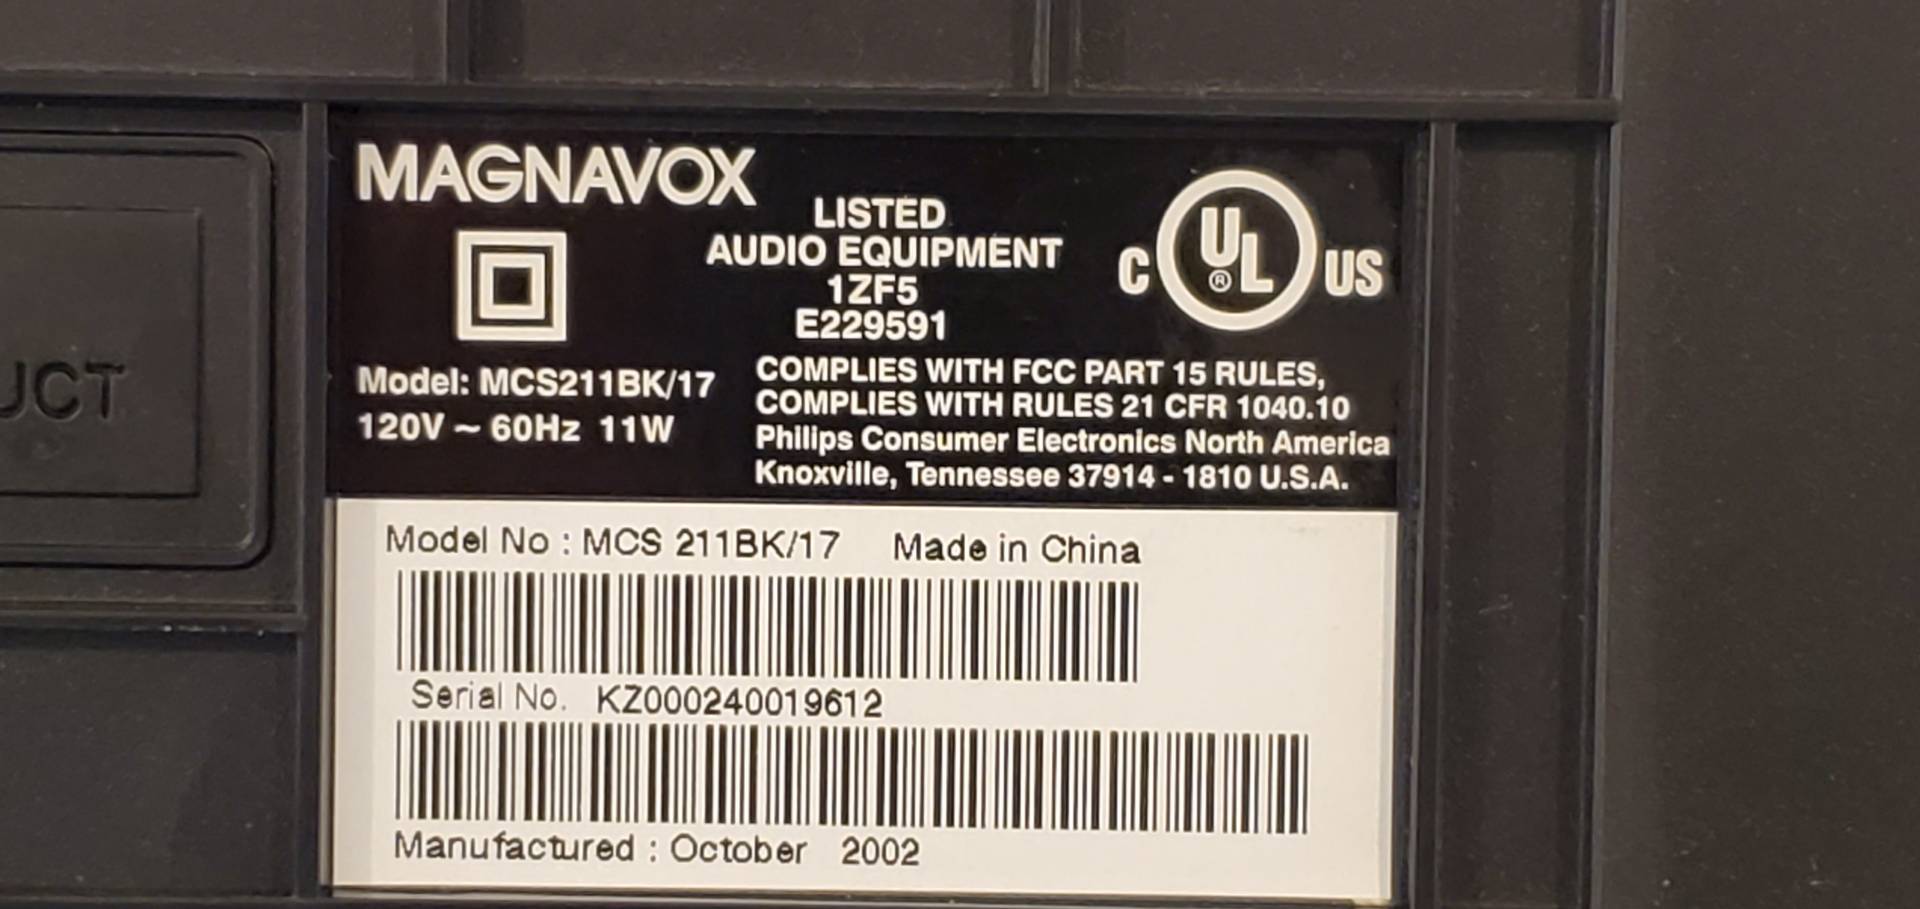 MAGNAVOX
LISTED
AUDIO EQUIPMENT
1ZF5
E229591
C UL® US
Model: MCS211BK/17
120V ~ 60Hz 11W
COMPLIES WITH FCC PART 15 RULES,
COMPLIES WITH RULES 21 CFR 1040.10
Philips Consumer Electronics North America
Knoxville, Tennessee 37914 - 1810 U.S.A.
Model No : MCS 211BK/17 Made in China
Serial No. KZ000240019612
Manufactured : October 2002